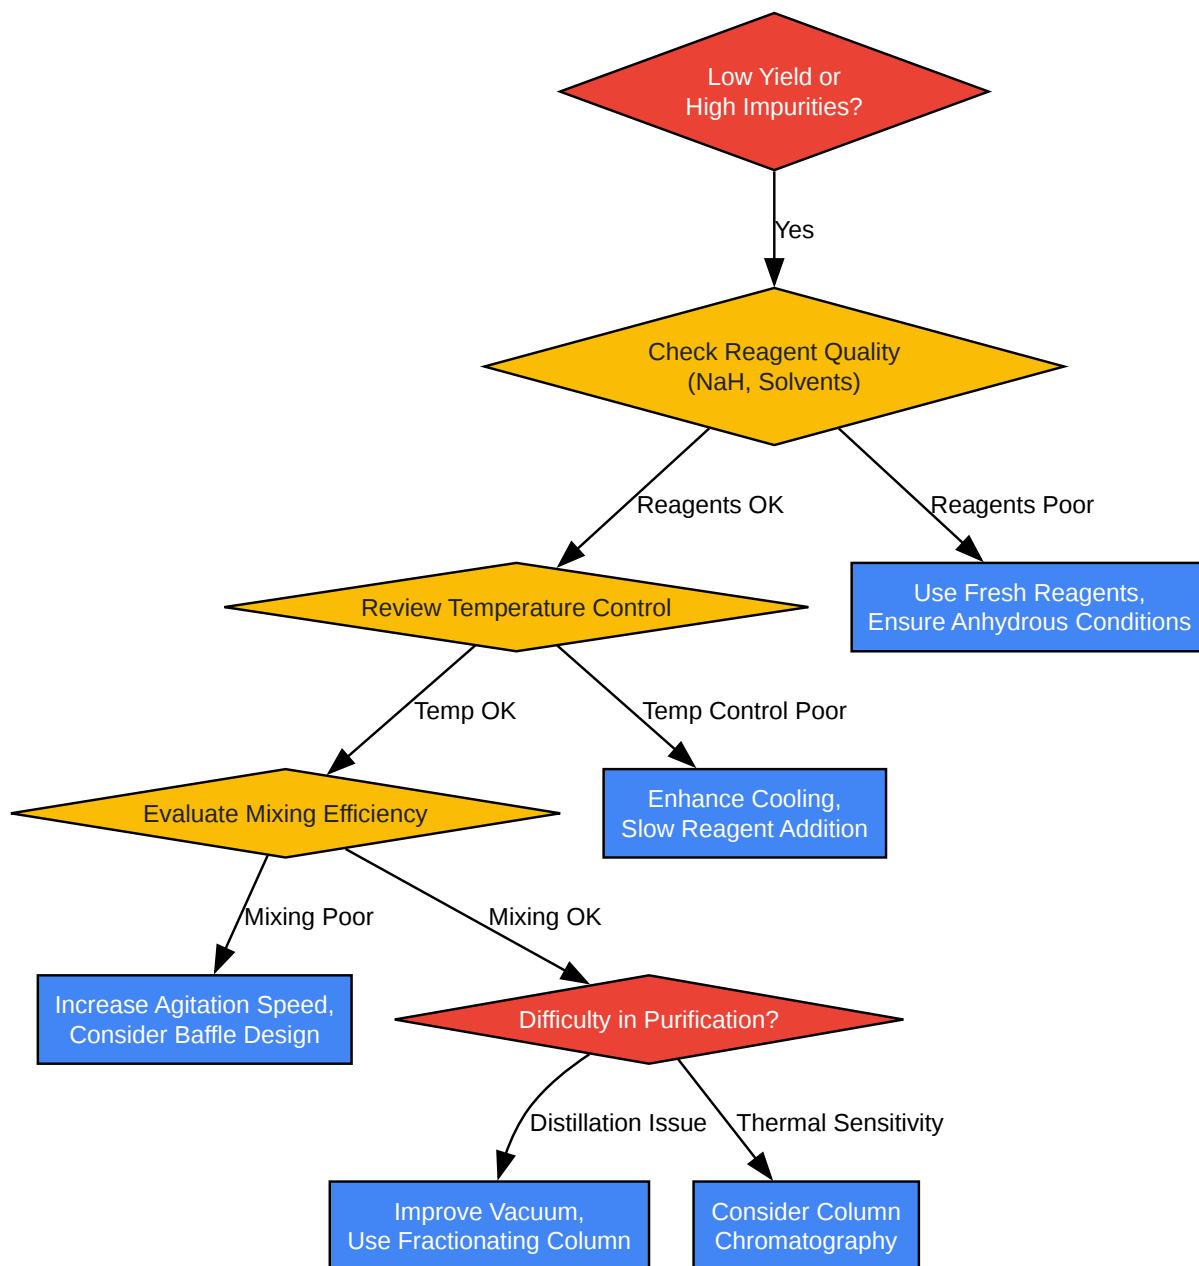 Low Yield or
High Impurities?
Yes
Check Reagent Quality
(NaH, Solvents)
Reagents OK
Reagents Poor
Review Temperature Control
Use Fresh Reagents,
Ensure Anhydrous Conditions
Temp OK
Temp Control Poor
Evaluate Mixing Efficiency
Enhance Cooling,
Slow Reagent Addition
Mixing Poor
Mixing OK
Increase Agitation Speed,
Consider Baffle Design
Difficulty in Purification?
Distillation Issue
Thermal Sensitivity
Improve Vacuum,
Use Fractionating Column
Consider Column
Chromatography